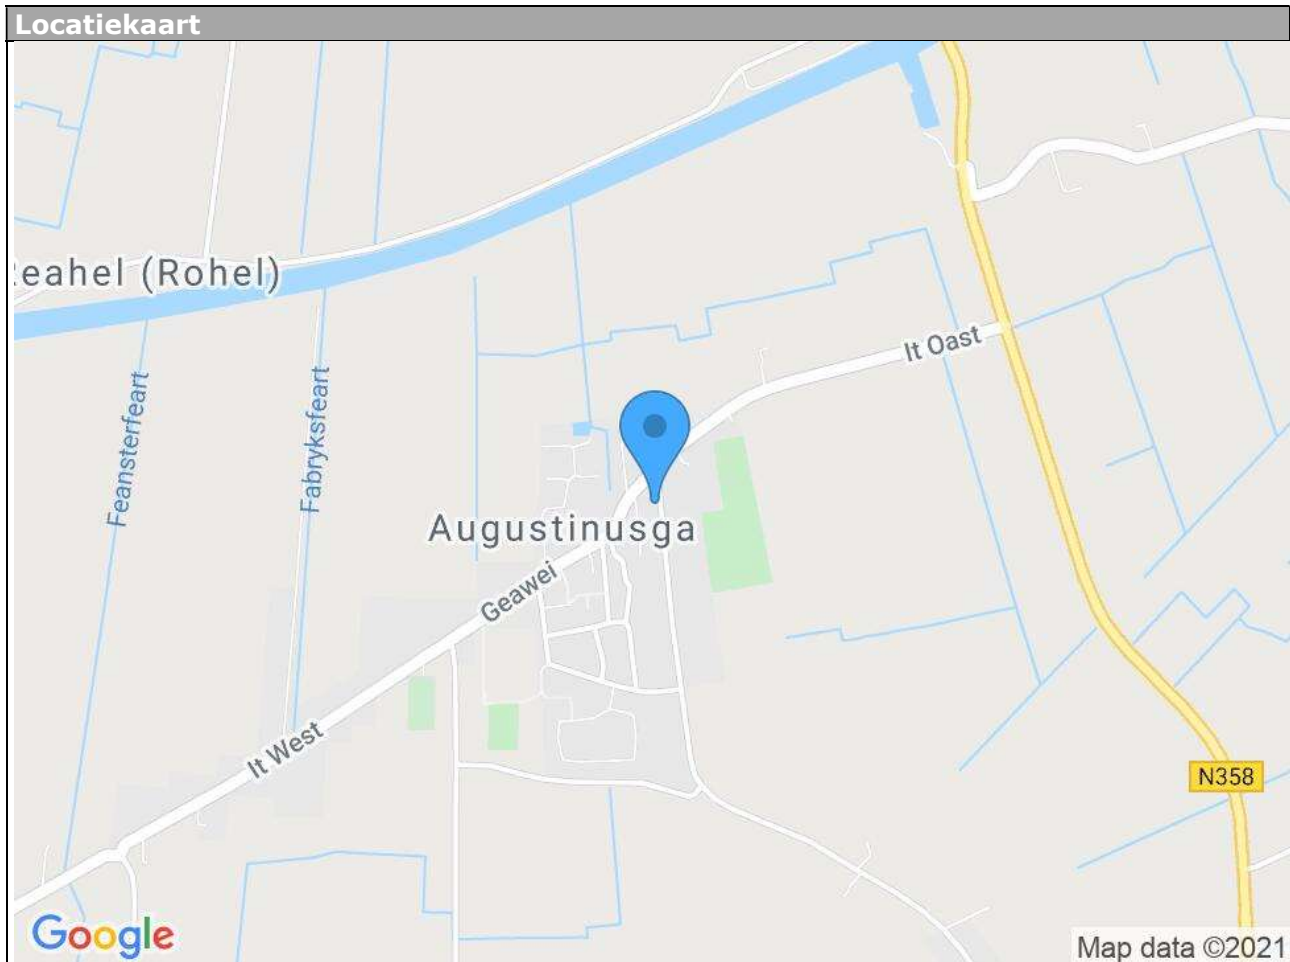 Locatiekaart
eahel (Rohel)
It Oast
Feansterfeart
Fabryksfeart
Augustinusga
Geawei
It West
N358
Google
Map data ©2021